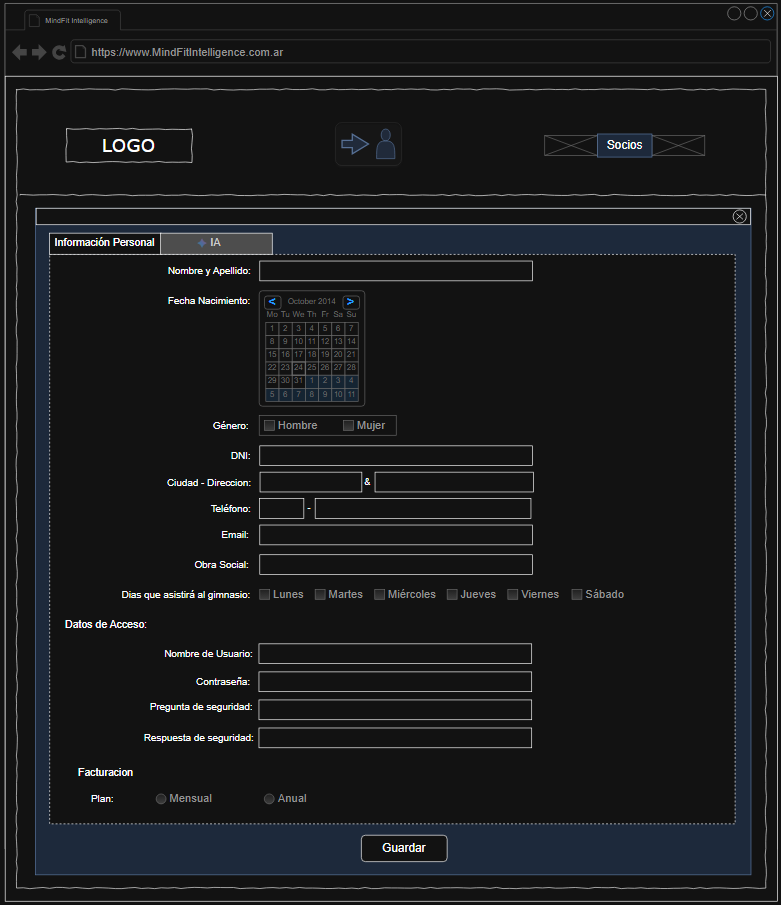 MindFit Intelligence
https://www.MindFitIntelligence.com.ar
LOGO
Socios
Información Personal
IA
Nombre y Apellido:
Fecha Nacimiento:
< October 2014 >
Mo Tu We Th Fr Sa Su
1 2 3 4 5 6 7
8 9 10 11 12 13 14
15 16 17 18 19 20 21
22 23 24 25 26 27 28
29 30 31 1 2 3 4
5 6 7 8 9 10 11
Género: Hombre Mujer
DNI:
Ciudad - Direccion: &
Teléfono: -
Email:
Obra Social:
Dias que asistirá al gimnasio: Lunes Martes Miércoles Jueves Viernes Sábado
Datos de Acceso:
Nombre de Usuario:
Contraseña:
Pregunta de seguridad:
Respuesta de seguridad:
Facturacion
Plan: Mensual Anual
Guardar